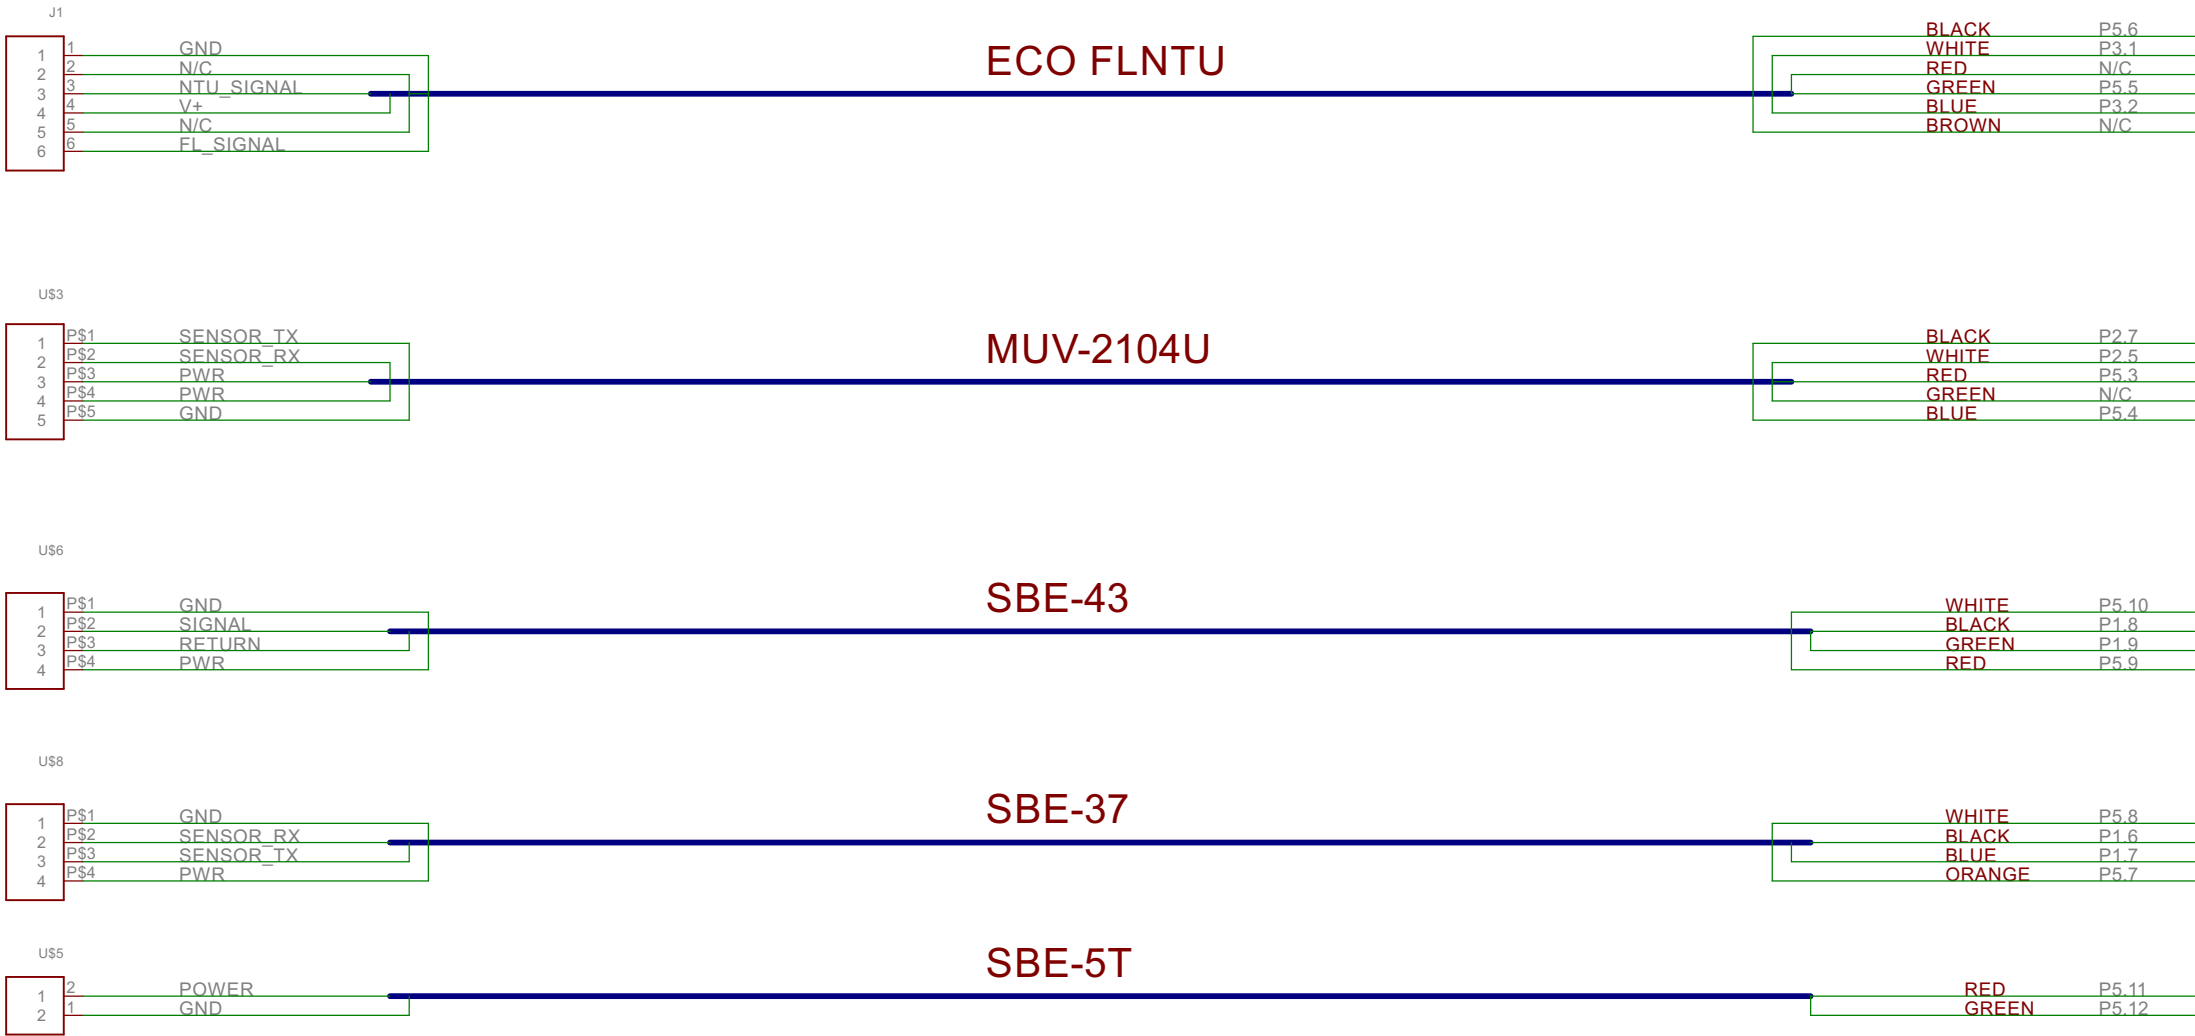 J1
ECO FLNTU
1 1 GND BLACK P5.6
2 2 N/C WHITE P3.1
3 3 NTU_SIGNAL RED N/C
4 4 V+ GREEN P5.5
5 5 N/C BLUE P3.2
6 6 FL_SIGNAL BROWN N/C
U$3
MUV-2104U
1 P$1 SENSOR_TX BLACK P2.7
2 P$2 SENSOR_RX WHITE P2.5
3 P$3 PWR RED P5.3
4 P$4 PWR GREEN N/C
5 P$5 GND BLUE P5.4
U$6
SBE-43
1 P$1 GND WHITE P5.10
2 P$2 SIGNAL BLACK P1.8
3 P$3 RETURN GREEN P1.9
4 P$4 PWR RED P5.9
U$8
SBE-37
1 P$1 GND WHITE P5.8
2 P$2 SENSOR_RX BLACK P1.6
3 P$3 SENSOR_TX BLUE P1.7
4 P$4 PWR ORANGE P5.7
U$5
SBE-5T
1 2 POWER RED P5.11
2 1 GND GREEN P5.12